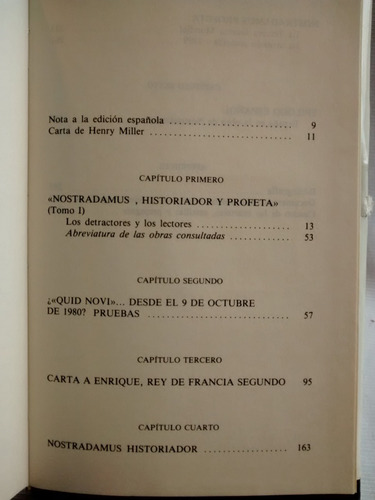 Nota a la edición española . . . . . . . . . . . . . . . . . . . 9
Carta de Henry Miller . . . . . . . . . . . . . . . . . . . . . . . 11
CAPÍTULO PRIMERO
«NOSTRADAMUS , HISTORIADOR Y PROFETA»
(Tomo I)
Los detractores y los lectores . . . . . . . . . . . . . . 13
Abreviatura de las obras consultadas . . . . . . . . 53
CAPÍTULO SEGUNDO
¿«QUID NOVI»... DESDE EL 9 DE OCTUBRE
DE 1980? PRUEBAS . . . . . . . . . . . . . . . . . . . . 57
CAPÍTULO TERCERO
CARTA A ENRIQUE, REY DE FRANCIA SEGUNDO 95
CAPÍTULO CUARTO
NOSTRADAMUS HISTORIADOR . . . . . . . . . . . . 163